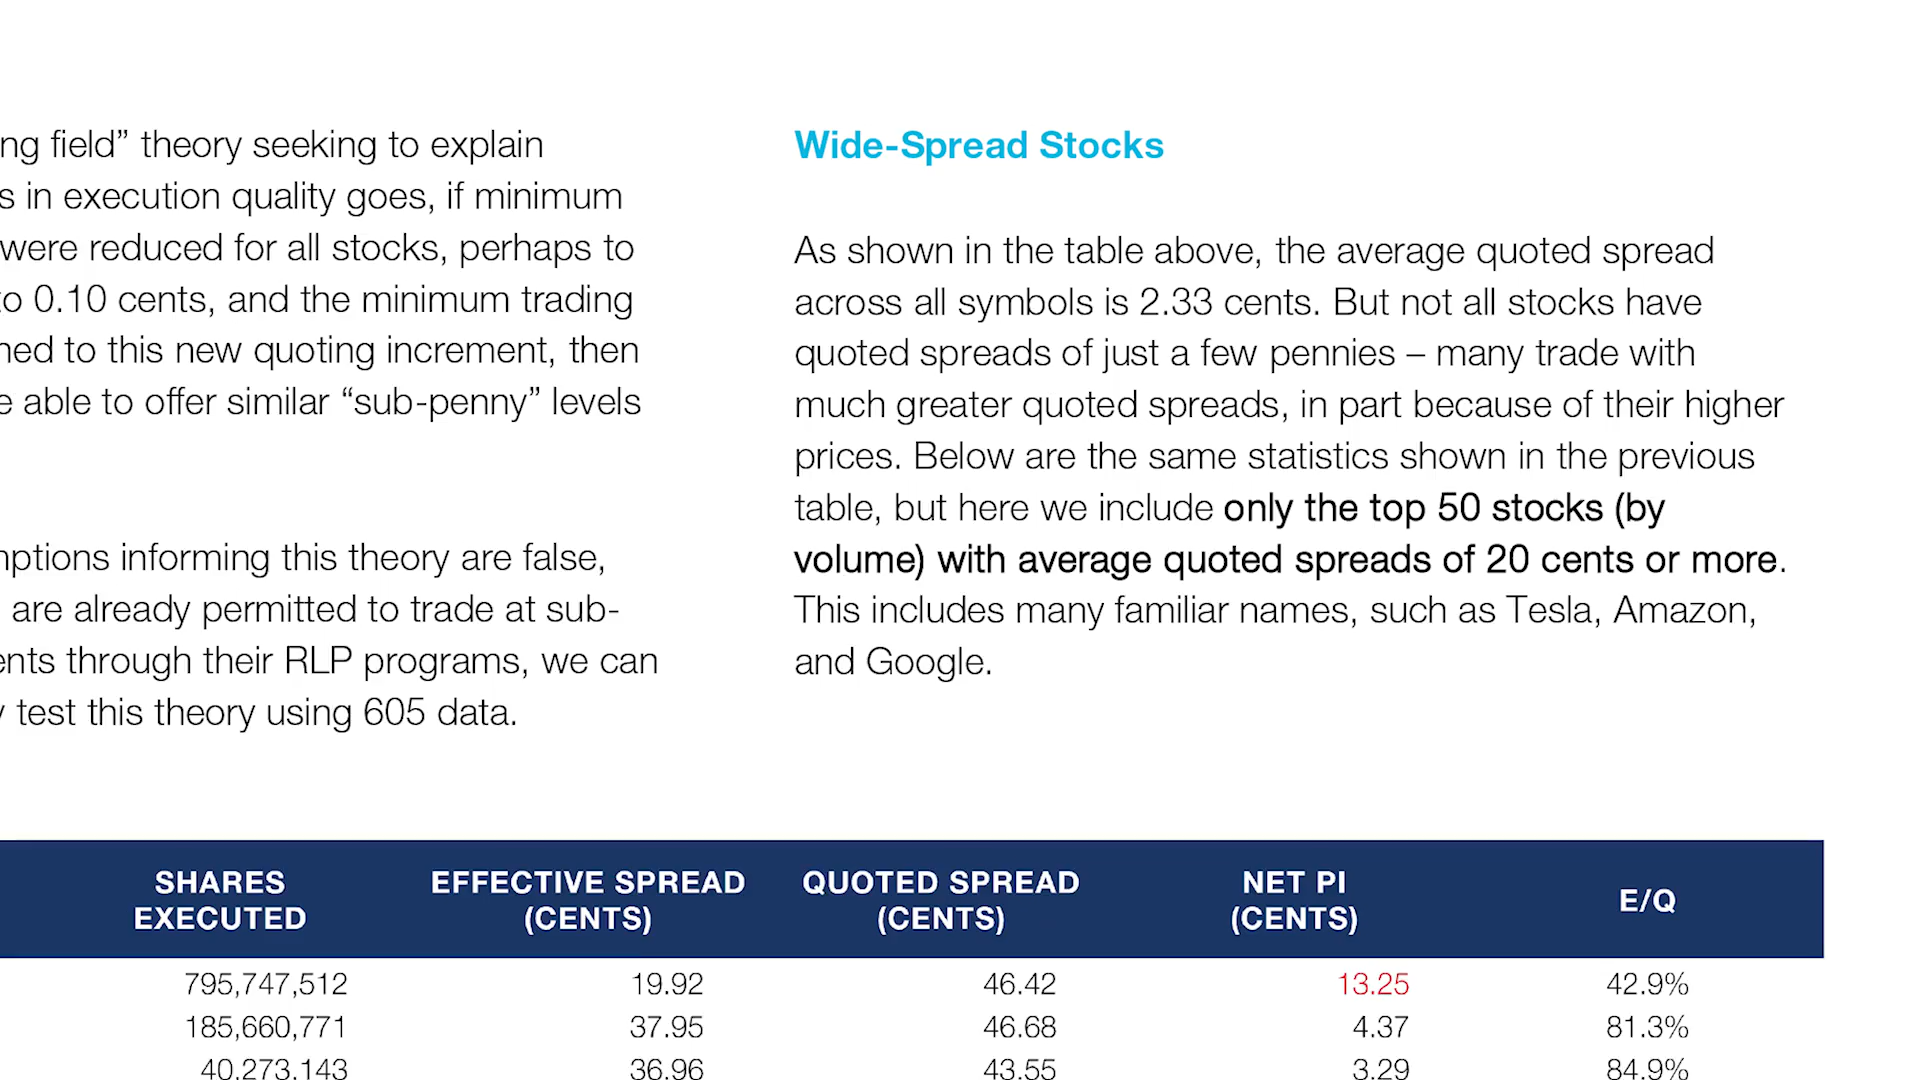 ng field” theory seeking to explain
s in execution quality goes, if minimum
were reduced for all stocks, perhaps to
to 0.10 cents, and the minimum trading
ned to this new quoting increment, then
e able to offer similar “sub-penny” levels
mptions informing this theory are false,
are already permitted to trade at sub-
ents through their RLP programs, we can
y test this theory using 605 data.
Wide-Spread Stocks
As shown in the table above, the average quoted spread
across all symbols is 2.33 cents. But not all stocks have
quoted spreads of just a few pennies – many trade with
much greater quoted spreads, in part because of their higher
prices. Below are the same statistics shown in the previous
table, but here we include only the top 50 stocks (by
volume) with average quoted spreads of 20 cents or more.
This includes many familiar names, such as Tesla, Amazon,
and Google.
SHARES EXECUTED EFFECTIVE SPREAD (CENTS) QUOTED SPREAD (CENTS) NET PI (CENTS) E/Q
795,747,512 19.92 46.42 13.25 42.9%
185,660,771 37.95 46.68 4.37 81.3%
40,273,143 36.96 43.55 3.29 84.9%